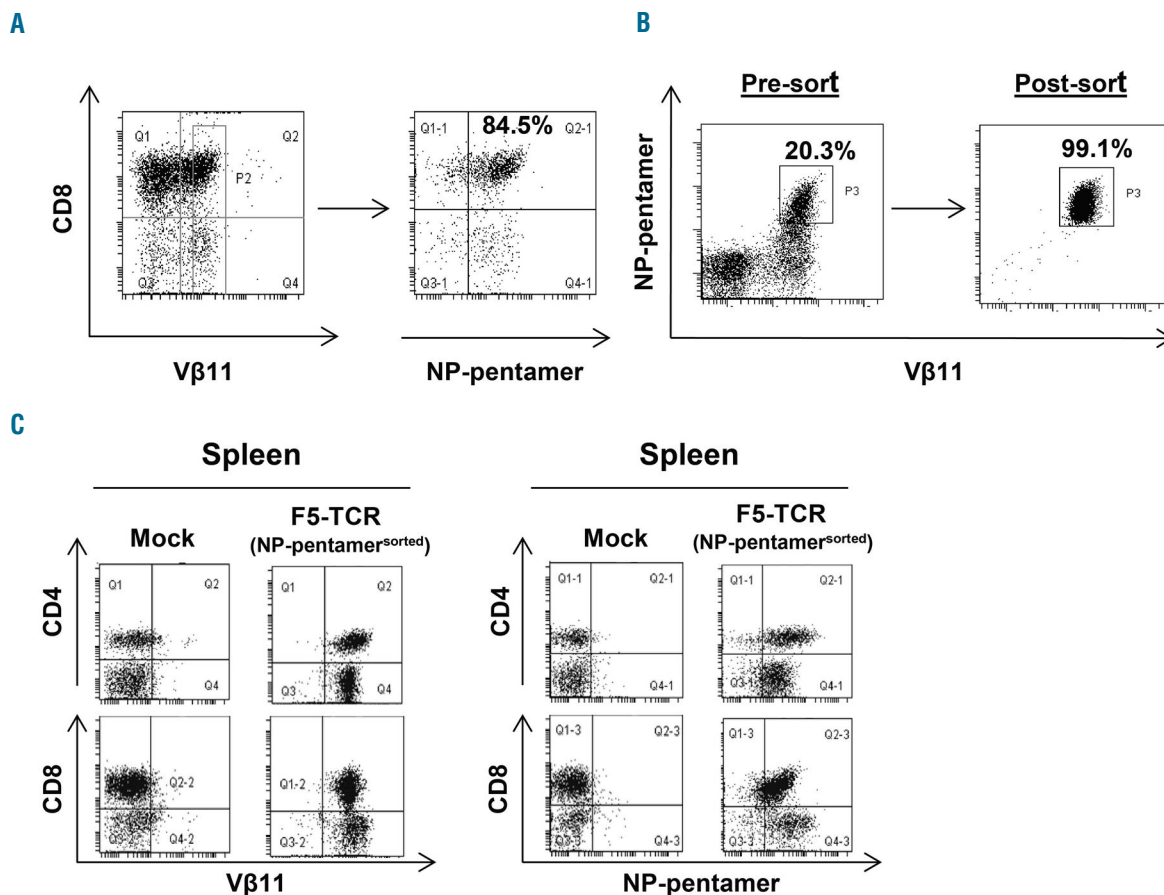 A
B
Pre-sort
Post-sort
Q1
Q2
P2
Q3
Q4
CD8
Vβ11
Q1-1
84.5%
Q2-1
Q3-1
Q4-1
NP-pentamer
20.3%
P3
99.1%
P3
NP-pentamer
Vβ11
C
Spleen
Spleen
Mock
F5-TCR
(NP-pentamersorted)
Mock
F5-TCR
(NP-pentamersorted)
CD4
Q1
Q2
Q4
Q1
Q2
Q3
Q4
CD4
Q1-1
Q2-1
Q4-1
Q1-1
Q2-1
Q3-1
Q4-1
CD8
Q2-2
Q4-2
Q1-2
Q3-2
Q4-2
CD8
Q1-3
Q2-3
Q3-3
Q4-3
Q1-3
Q2-3
Q3-3
Q4-3
Vβ11
NP-pentamer